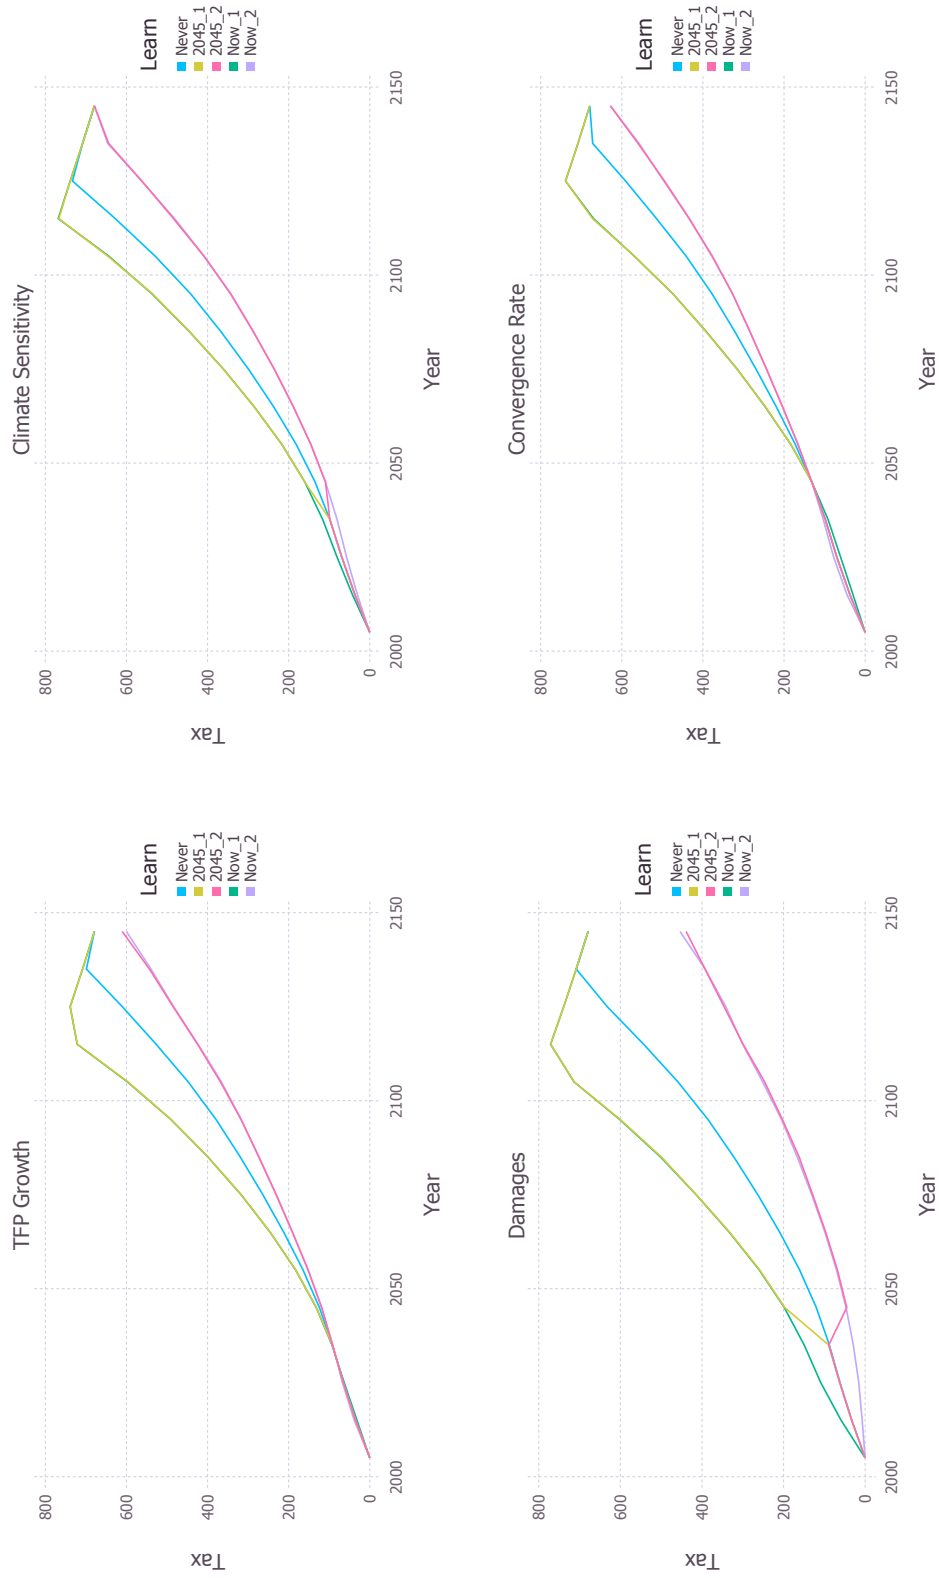 TFP Growth
Tax
800
600
400
200
0
2000
2050
2100
2150
Year
Learn
Never
2045_1
2045_2
Now_1
Now_2
Climate Sensitivity
Tax
800
600
400
200
0
2000
2050
2100
2150
Year
Learn
Never
2045_1
2045_2
Now_1
Now_2
Damages
Tax
800
600
400
200
0
2000
2050
2100
2150
Year
Learn
Never
2045_1
2045_2
Now_1
Now_2
Convergence Rate
Tax
800
600
400
200
0
2000
2050
2100
2150
Year
Learn
Never
2045_1
2045_2
Now_1
Now_2